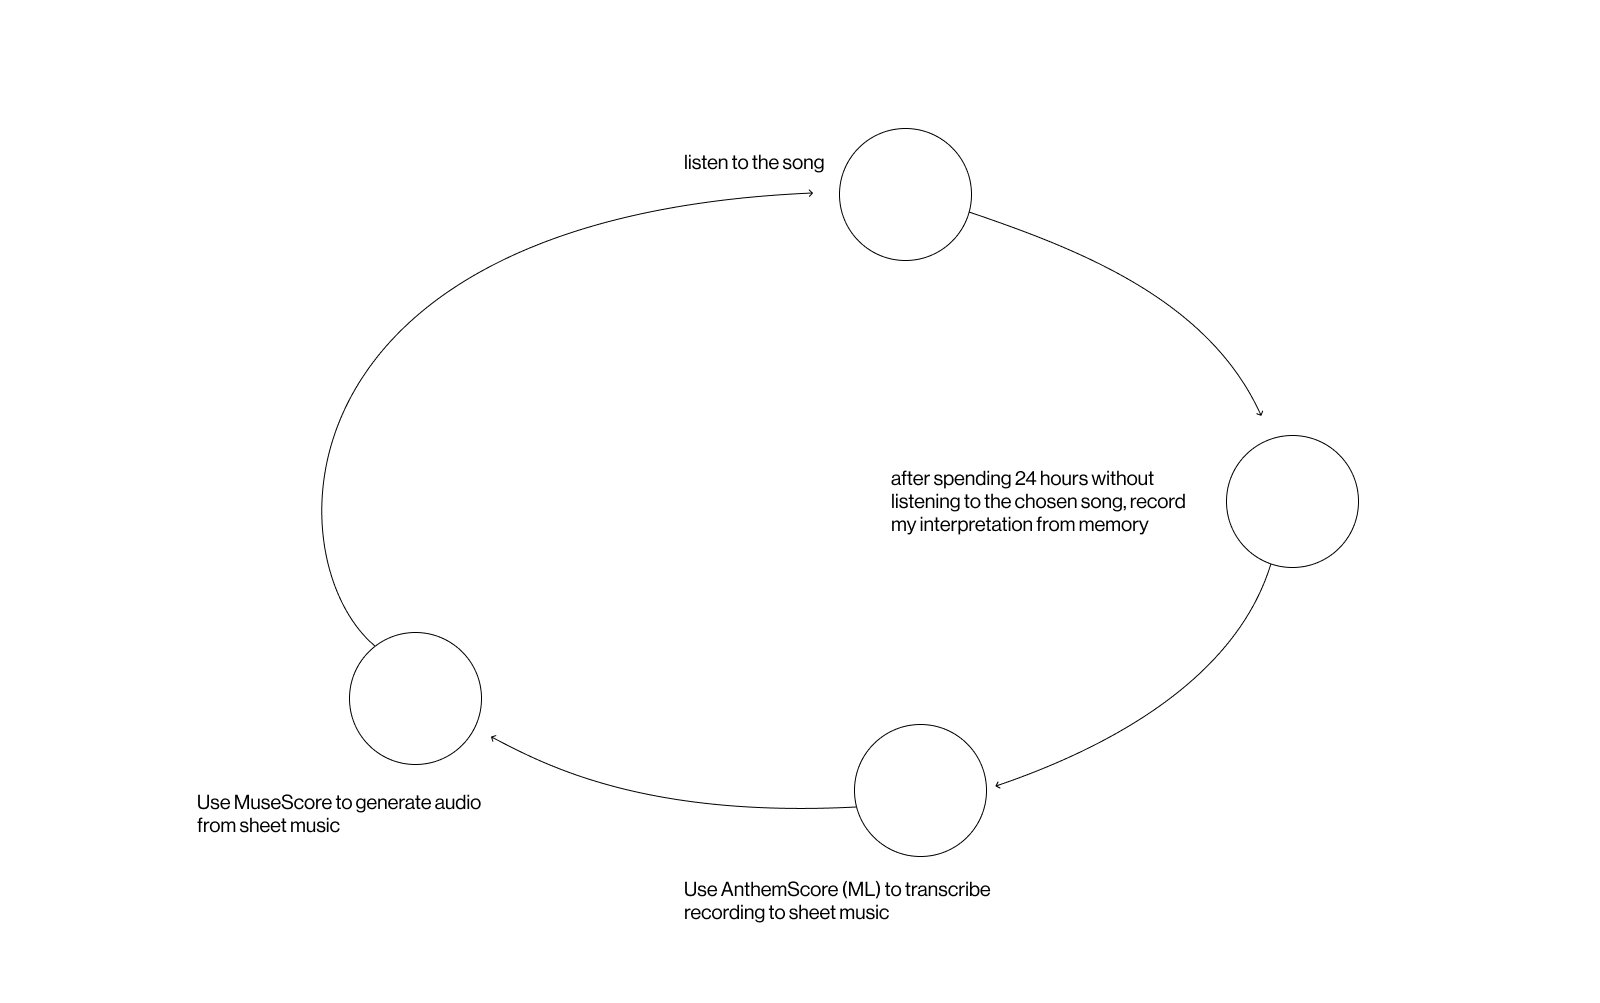 listen to the song
after spending 24 hours without
listening to the chosen song, record
my interpretation from memory
Use MuseScore to generate audio
from sheet music
Use AnthemScore (ML) to transcribe
recording to sheet music